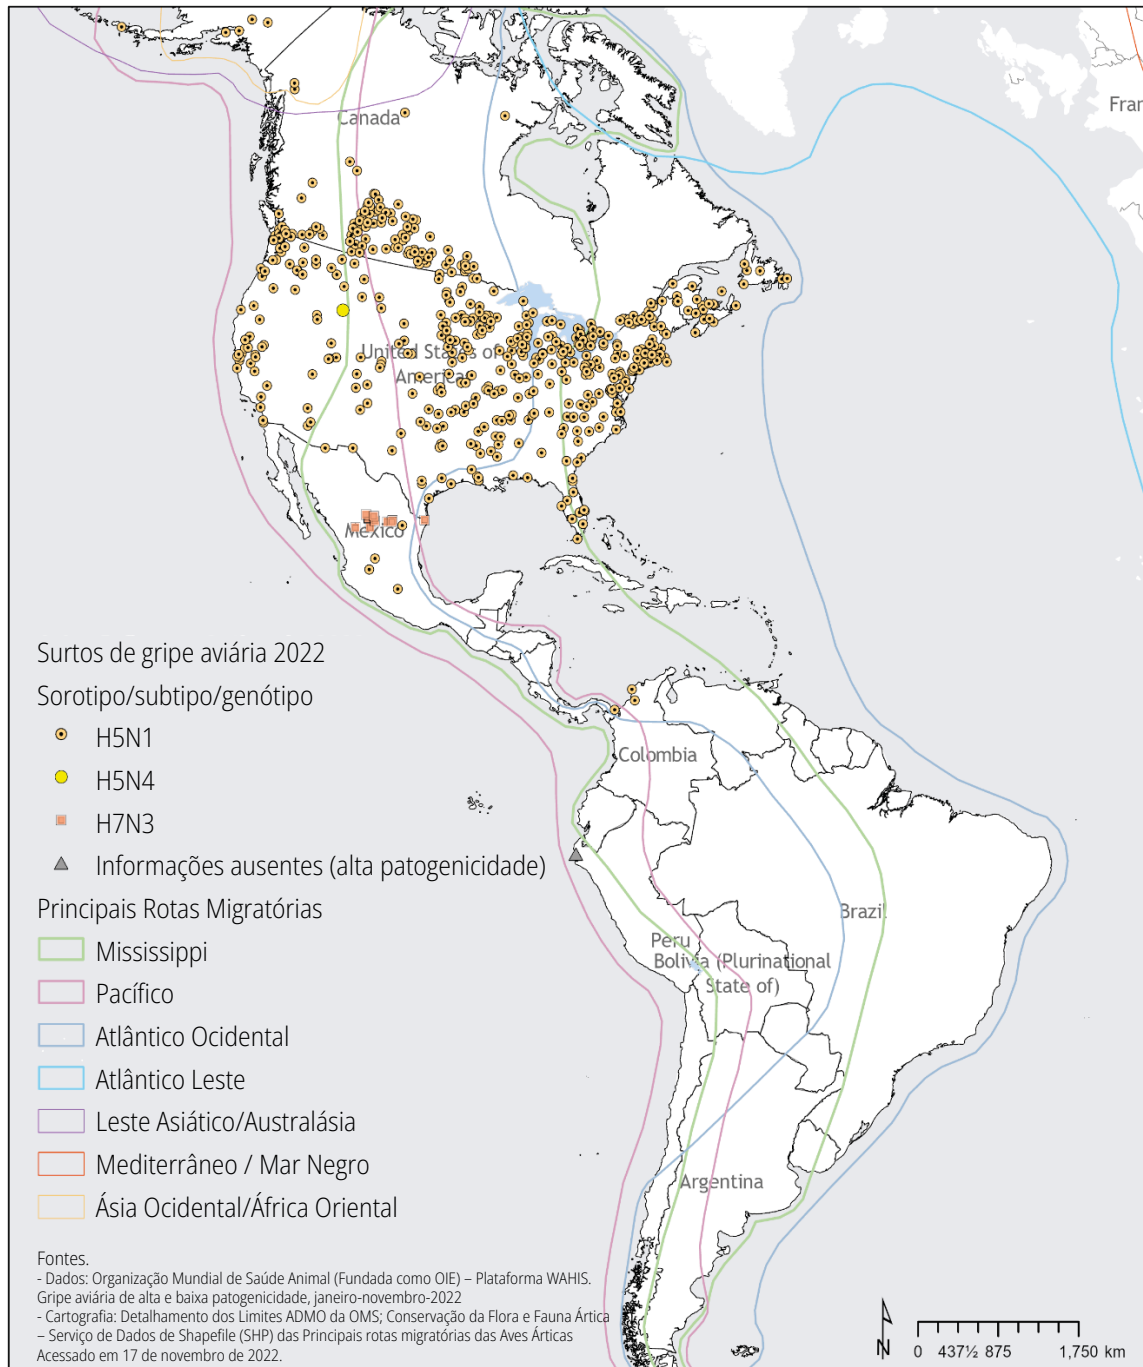 Canada
Fran
United States of
America
México
Surtos de gripe aviária 2022
Sorotipo/subtipo/genótipo
H5N1
H5N4
H7N3
Informações ausentes (alta patogenicidade)
Principais Rotas Migratórias
Mississippi
Pacífico
Atlântico Ocidental
Atlântico Leste
Leste Asiático/Australásia
Mediterrâneo / Mar Negro
Ásia Ocidental/África Oriental
Colombia
Brazil
Peru
Bolivia (Plurinational
State of)
Argentina
Fontes.
- Dados: Organização Mundial de Saúde Animal (Fundada como OIE) – Plataforma WAHIS.
Gripe aviária de alta e baixa patogenicidade, janeiro-novembro-2022
- Cartografia: Detalhamento dos Limites ADMO da OMS; Conservação da Flora e Fauna Ártica
– Serviço de Dados de Shapefile (SHP) das Principais rotas migratórias das Aves Árticas
Acessado em 17 de novembro de 2022.
N
0 437½ 875 1,750 km